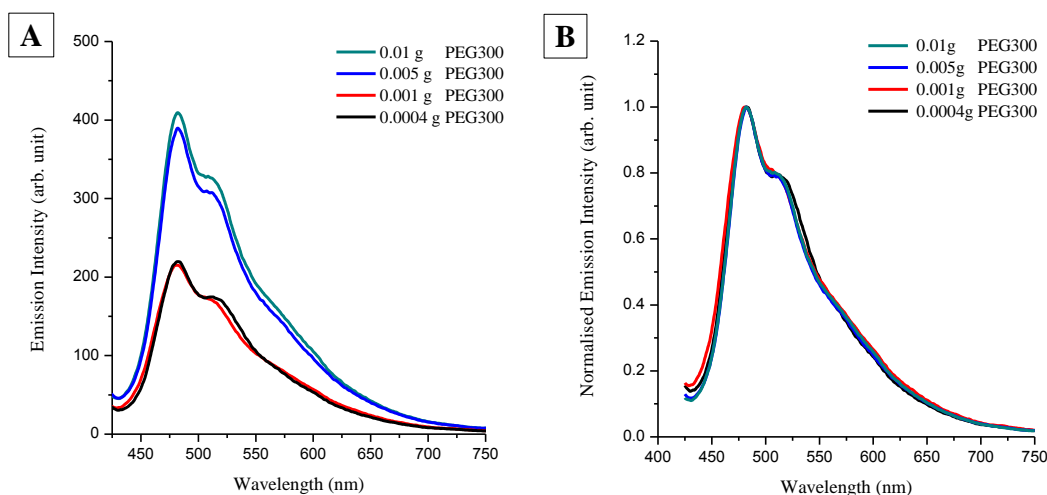 A
0.01 g PEG300
0.005 g PEG300
0.001 g PEG300
0.0004 g PEG300
Emission Intensity (arb. unit)
500
400
300
200
100
0
450 500 550 600 650 700 750
Wavelength (nm)
B
0.01g PEG300
0.005g PEG300
0.001g PEG300
0.0004g PEG300
Normalised Emission Intensity (arb. unit)
1.2
1.0
0.8
0.6
0.4
0.2
0.0
400 450 500 550 600 650 700 750
Wavelength (nm)